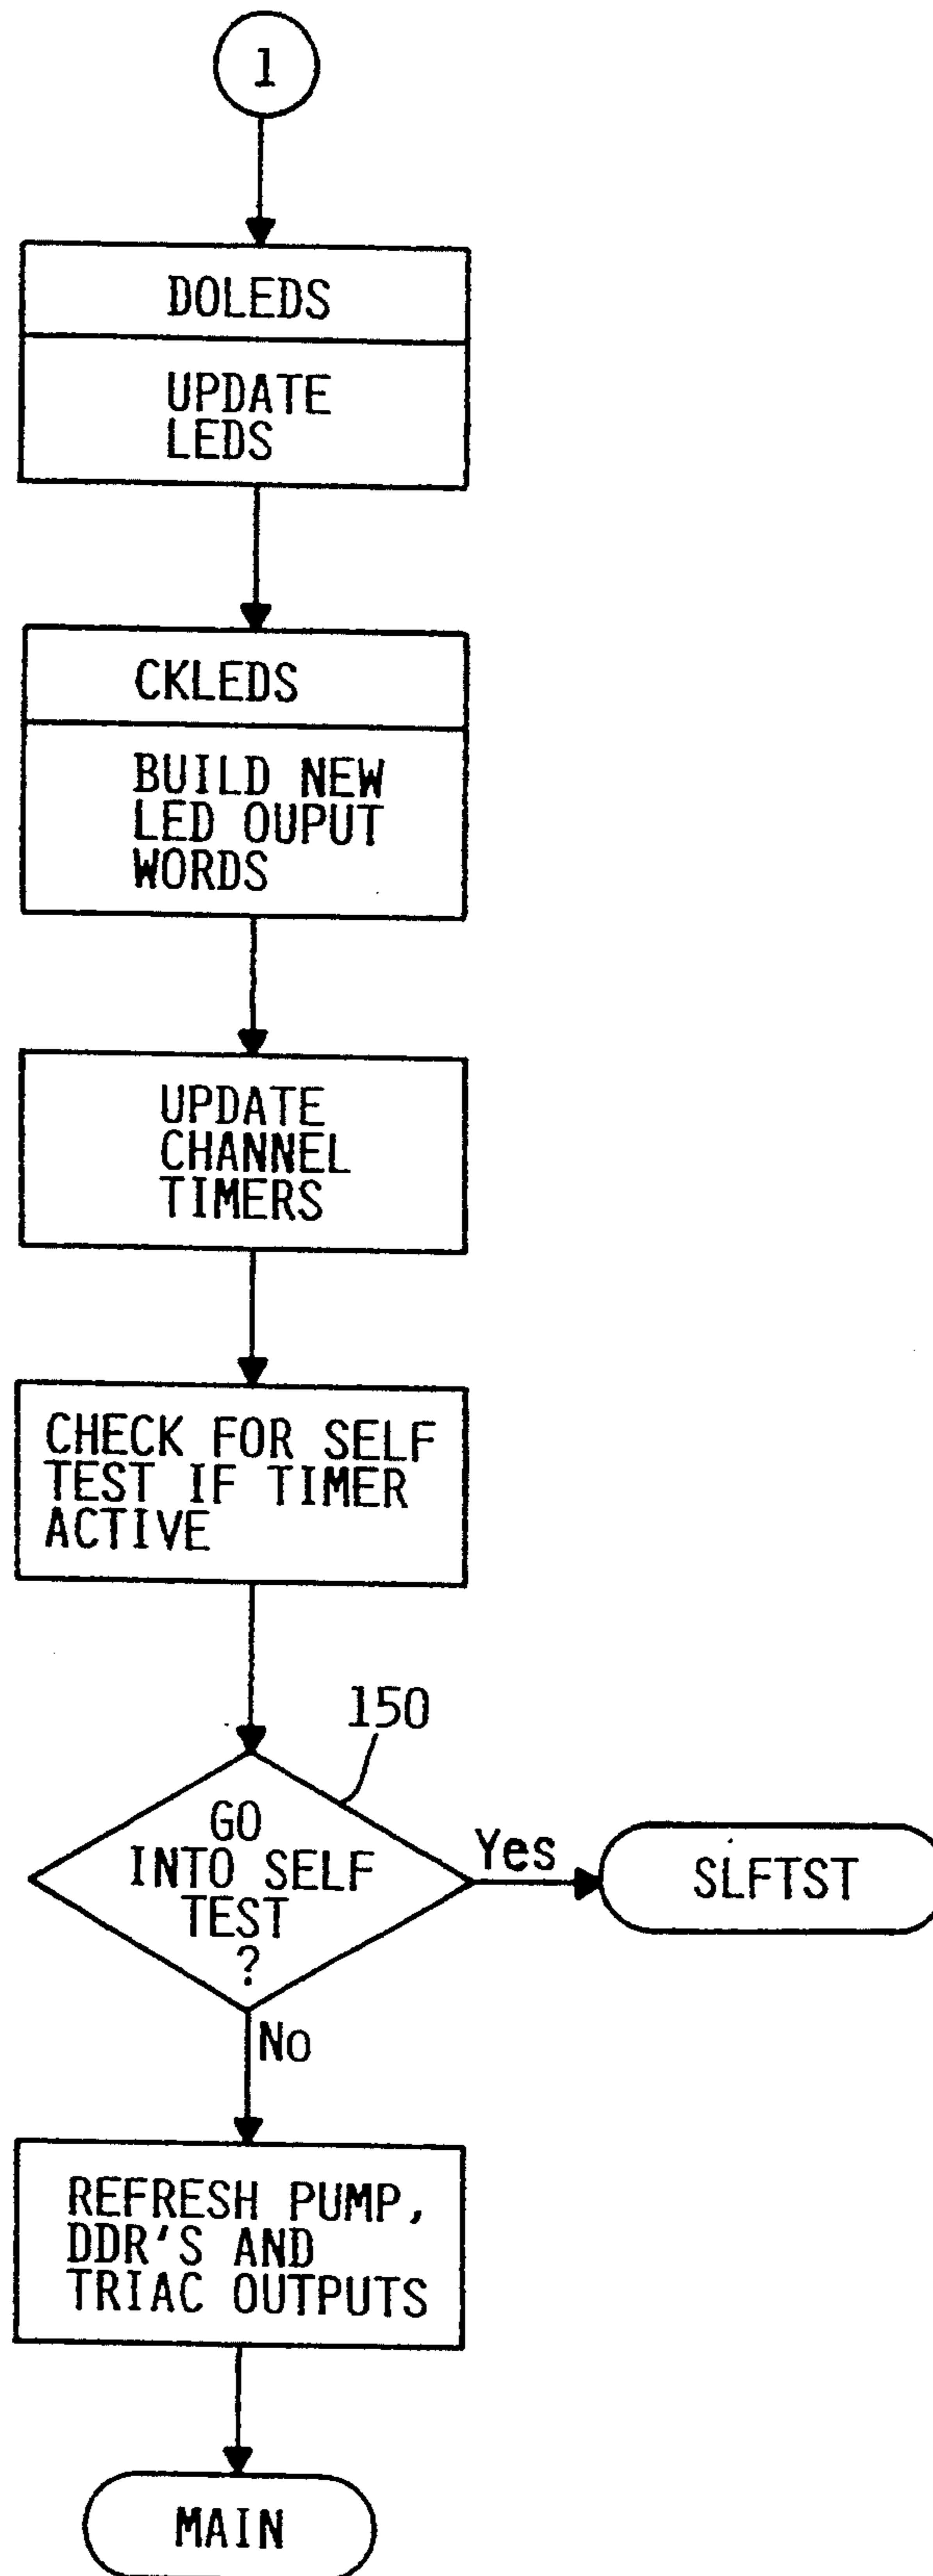 1
DOLEDS
UPDATE
LEDS
CKLEDS
BUILD NEW
LED OUPUT
WORDS
UPDATE
CHANNEL
TIMERS
CHECK FOR SELF
TEST IF TIMER
ACTIVE
150
GO
INTO SELF
TEST
?
Yes
SLFTST
No
REFRESH PUMP,
DDR'S AND
TRIAC OUTPUTS
MAIN